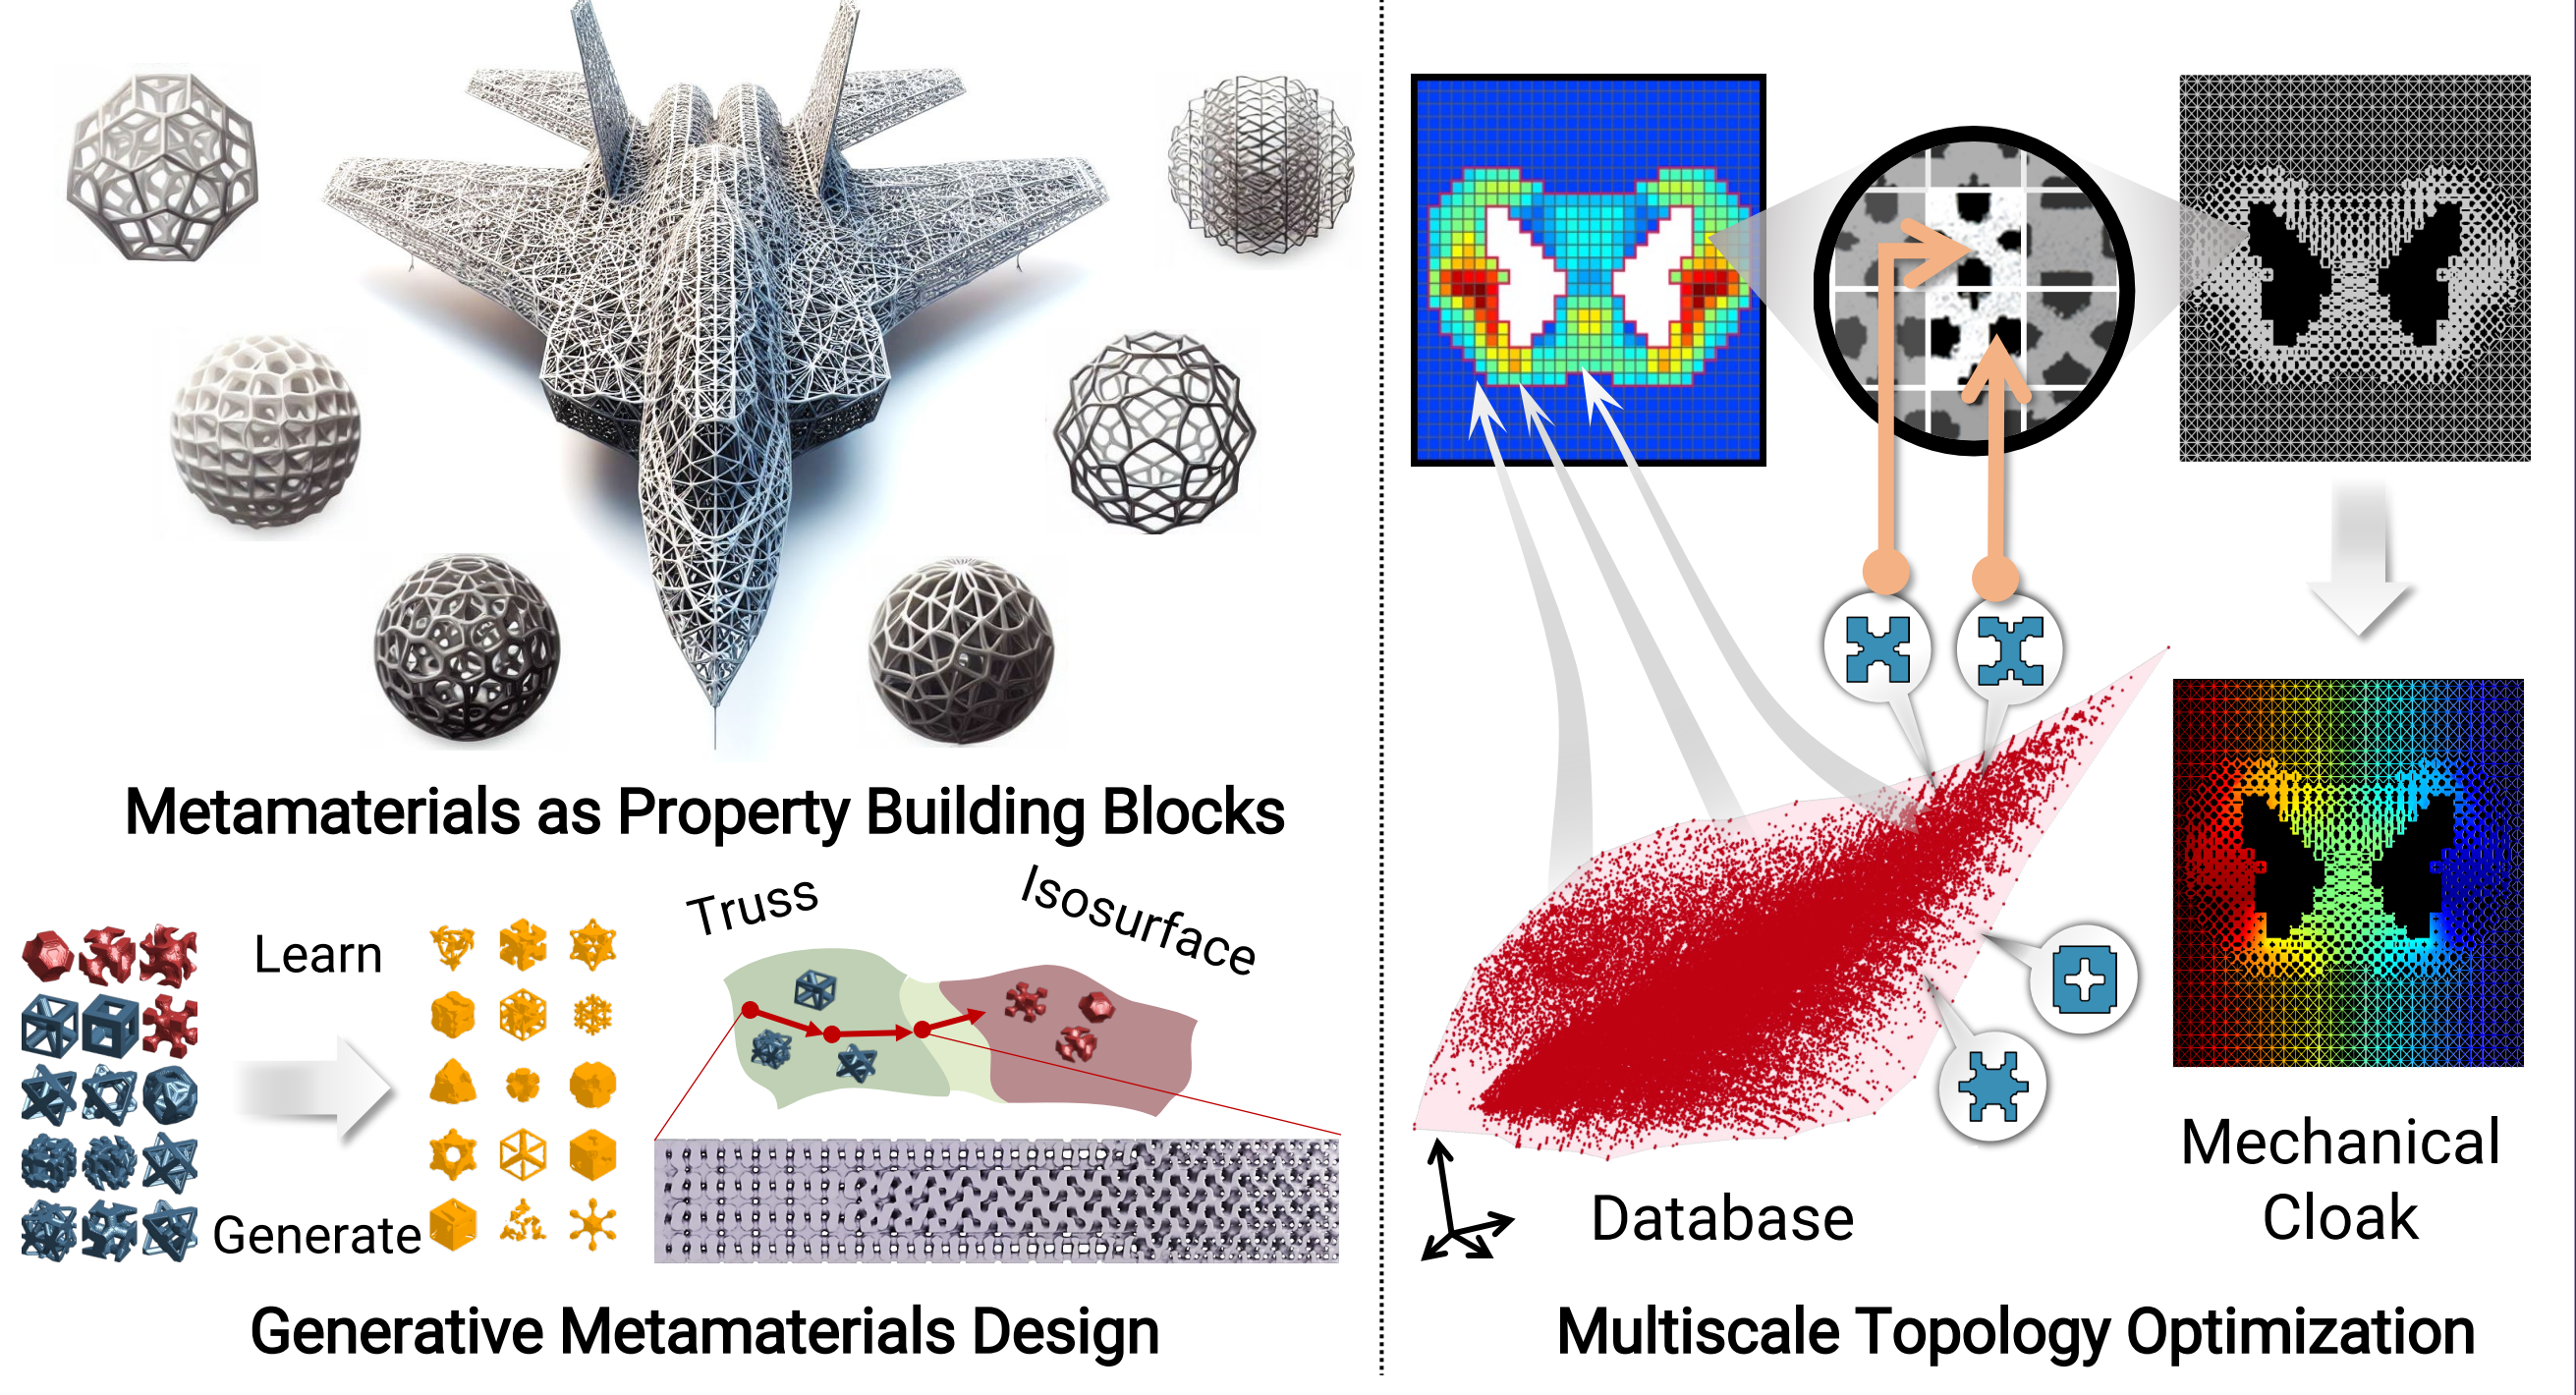 Metamaterials as Property Building Blocks
Learn
Generate
Truss
Isosurface
Generative Metamaterials Design
Database
Mechanical
Cloak
Multiscale Topology Optimization